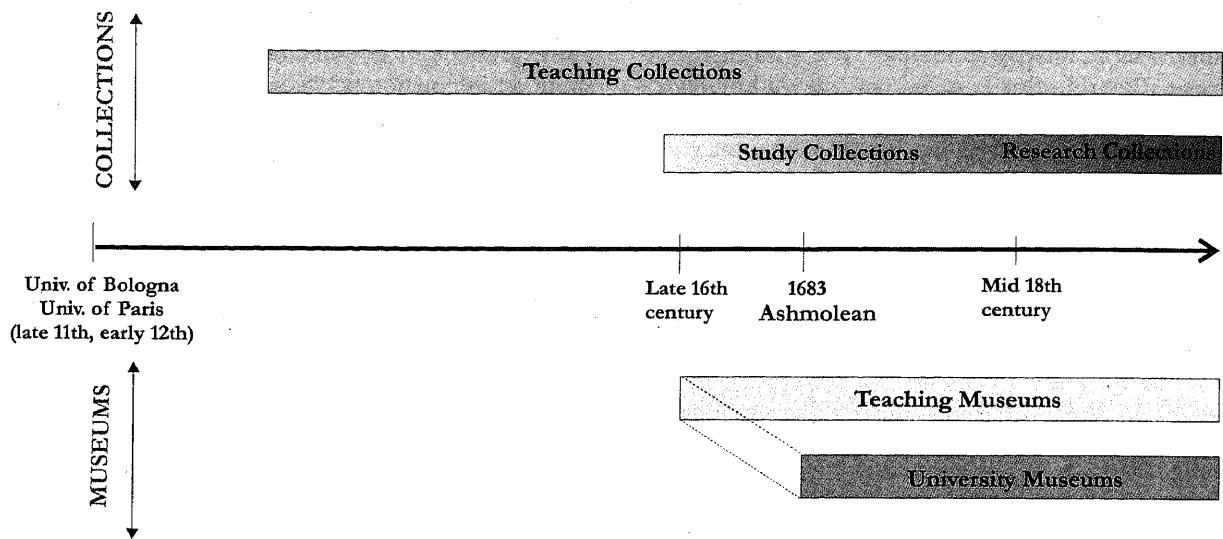 COLLECTIONS
Teaching Collections
Study Collections
Research Collections
Univ. of Bologna
Univ. of Paris
(late 11th, early 12th)
Late 16th
century
1683
Ashmolean
Mid 18th
century
MUSEUMS
Teaching Museums
University Museums